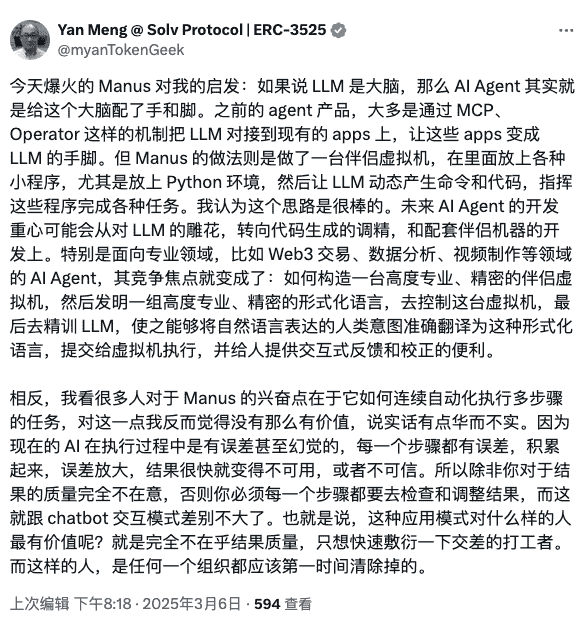 Yan Meng @ Solv Protocol | ERC-3525
@myanTokenGeek
今天爆火的 Manus 对我的启发：如果说 LLM 是大脑，那么 AI Agent 其实就
是给这个大脑配了手和脚。之前的 agent 产品，大多是通过 MCP、
Operator 这样的机制把 LLM 对接到现有的 apps 上，让这些 apps 变成
LLM 的手脚。但 Manus 的做法则是做了一台伴侣虚拟机，在里面放上各种
小程序，尤其是放上 Python 环境，然后让 LLM 动态产生命令和代码，指挥
这些程序完成各种任务。我认为这个思路是很棒的。未来 AI Agent 的开发
重心可能会从对 LLM 的雕花，转向代码生成的调精，和配套伴侣机器的开
发上。特别是面向专业领域，比如 Web3 交易、数据分析、视频制作等领域
的 AI Agent，其竞争焦点就变成了：如何构造一台高度专业、精密的伴侣虚
拟机，然后发明一组高度专业、精密的形式化语言，去控制这台虚拟机，最
后去精训 LLM，使之能够将自然语言表达的人类意图准确翻译为这种形式化
语言，提交给虚拟机执行，并给人提供交互式反馈和校正的便利。
相反，我看很多人对于 Manus 的兴奋点在于它如何连续自动化执行多步骤
的任务，对这一点我反而觉得没有那么有价值，说实话有点华而不实。因为
现在的 AI 在执行过程中是有误差甚至幻觉的，每一个步骤都有误差，积累
起来，误差放大，结果很快就变得不可用，或者不可信。所以除非你对于结
果的质量完全不在意，否则你必须每一个步骤都要去检查和调整结果，而这
就跟 chatbot 交互模式差别不大了。也就是说，这种应用模式对什么样的人
最有价值呢？就是完全不在乎结果质量，只想快速敷衍一下交差的打工者。
而这样的人，是任何一个组织都应该第一时间清除掉的。
上次编辑 下午8:18 · 2025年3月6日 · 594 查看